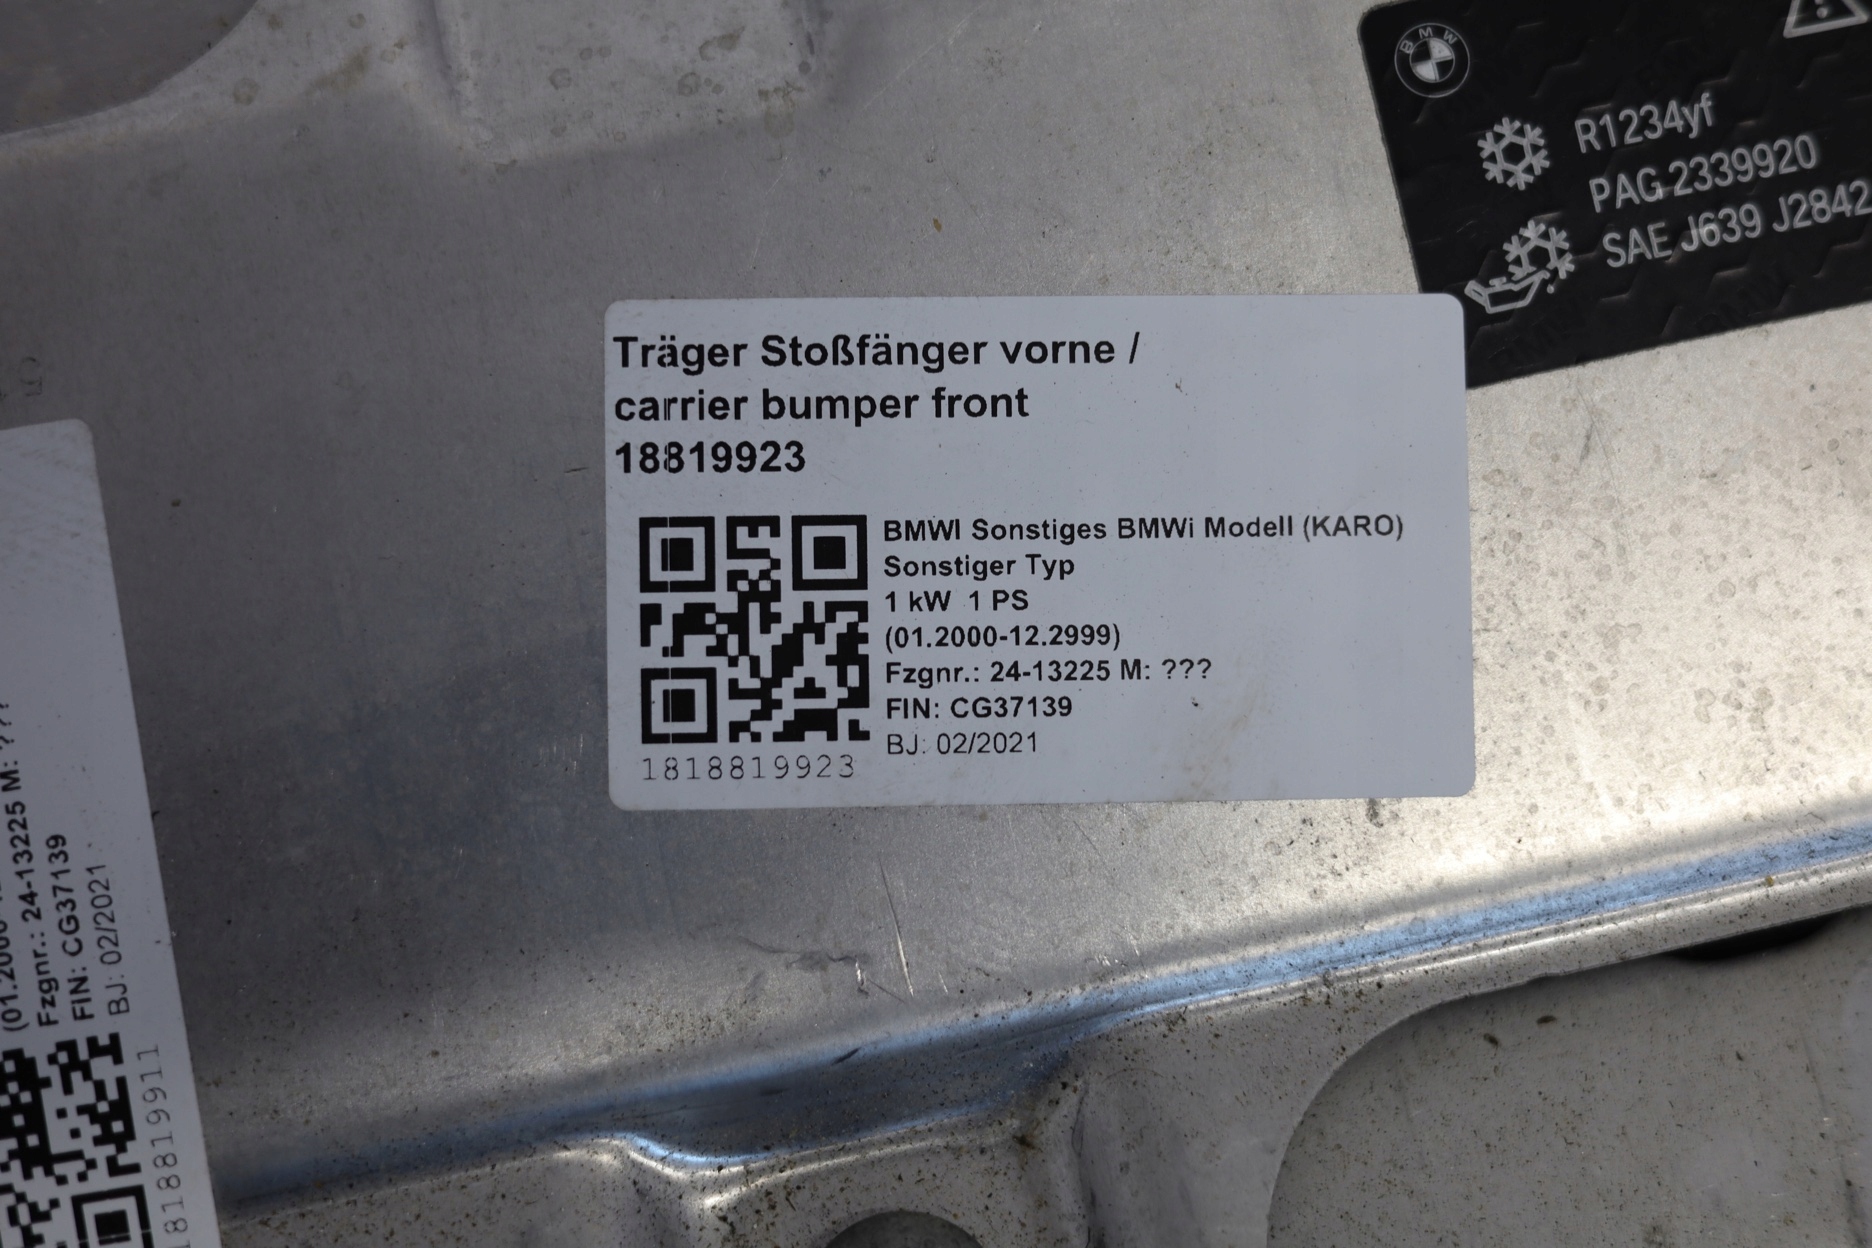 BMW
R1234yf
PAG 2339920
SAE J639 J2842
Träger Stoßfänger vorne /
carrier bumper front
18819923
BMWI Sonstiges BMWi Modell (KARO)
Sonstiger Typ
1 kW 1 PS
(01.2000-12.2999)
Fzgnr.: 24-13225 M: ???
FIN: CG37139
BJ: 02/2021
1818819923
Fzgnr.: 24-13225 M: ???
FIN: CG37139
BJ: 02/2021
1818819911